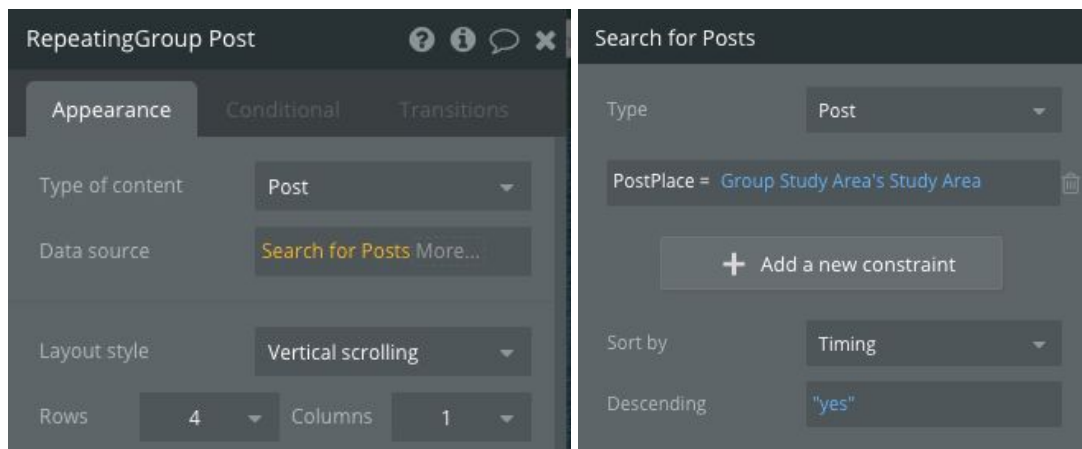 RepeatingGroup Post
Appearance Conditional Transitions
Type of content Post
Data source Search for Posts More...
Layout style Vertical scrolling
Rows 4 Columns 1
Search for Posts
Type Post
PostPlace = Group Study Area's Study Area
Add a new constraint
Sort by Timing
Descending "yes"